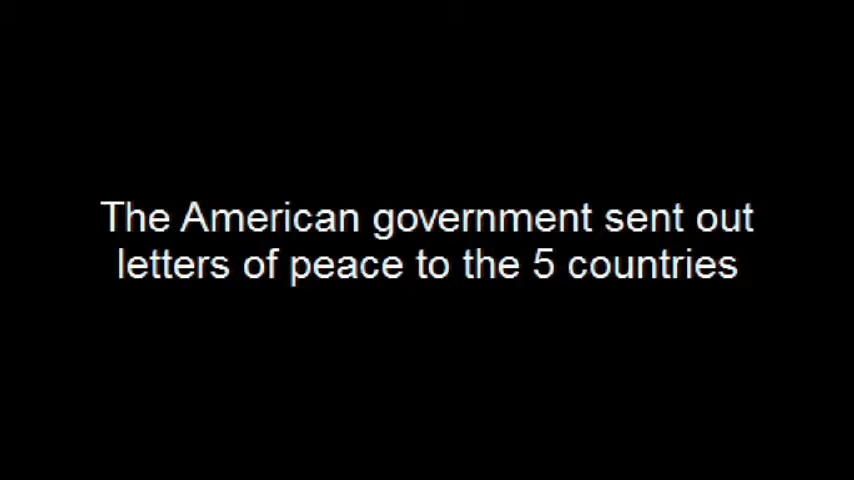 The American government sent out
letters of peace to the 5 countries